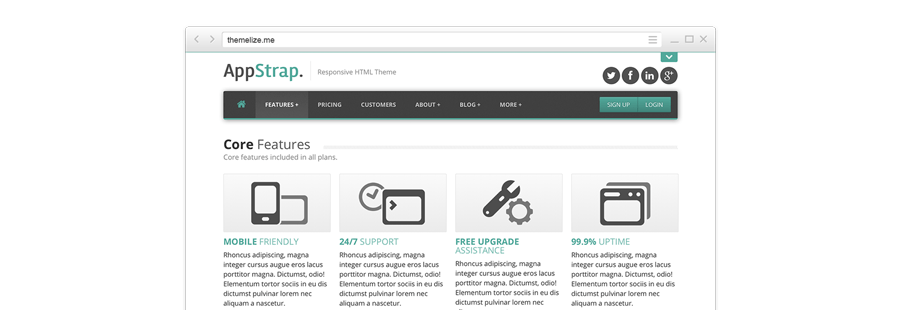 themelize.me
AppStrap. Responsive HTML Theme
FEATURES + PRICING CUSTOMERS ABOUT + BLOG + MORE + SIGN UP LOGIN
Core Features
Core features included in all plans.
MOBILE FRIENDLY
Rhoncus adipiscing, magna
integer cursus augue eros lacus
porttitor magna. Dictumst, odio!
Elementum tortor sociis in eu dis
dictumst pulvinar lorem nec
aliquam a nascetur.
24/7 SUPPORT
Rhoncus adipiscing, magna
integer cursus augue eros lacus
porttitor magna. Dictumst, odio!
Elementum tortor sociis in eu dis
dictumst pulvinar lorem nec
aliquam a nascetur.
FREE UPGRADE
ASSISTANCE
Rhoncus adipiscing, magna
integer cursus augue eros lacus
porttitor magna. Dictumst, odio!
Elementum tortor sociis in eu dis
dictumst pulvinar lorem nec
99.9% UPTIME
Rhoncus adipiscing, magna
integer cursus augue eros lacus
porttitor magna. Dictumst, odio!
Elementum tortor sociis in eu dis
dictumst pulvinar lorem nec
aliquam a nascetur.